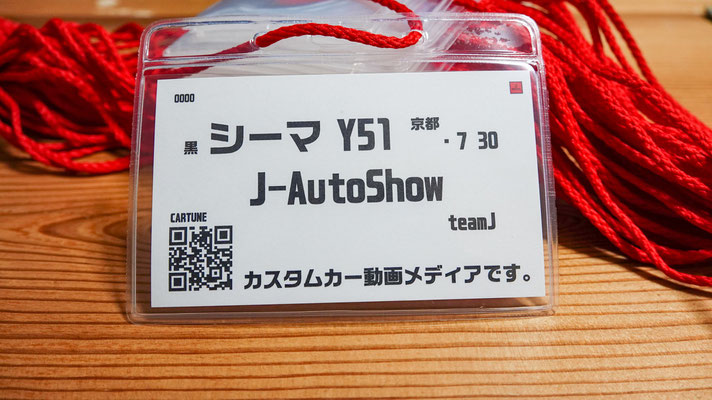 0000
黒 シーマ Y51 京都 ・7 30
J-AutoShow
teamJ
CARTUNE
カスタムカー動画メディアです。